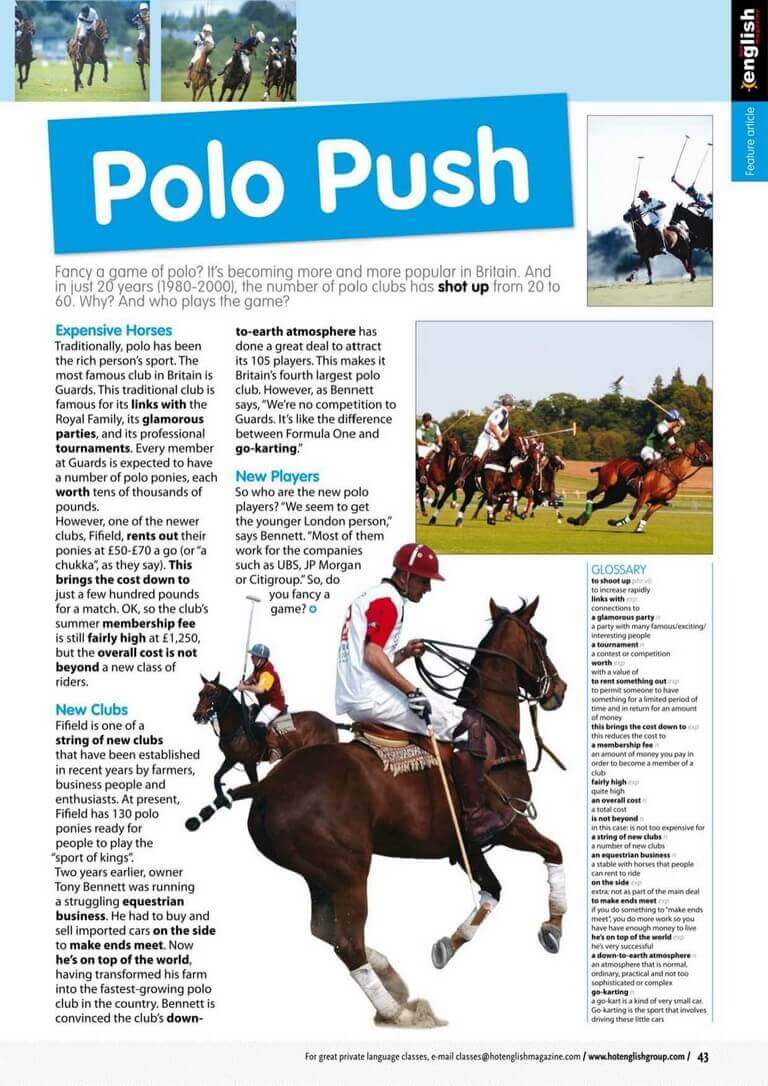 english
magazine
Feature article
Polo Push
Fancy a game of polo? It's becoming more and more popular in Britain. And
in just 20 years (1980-2000), the number of polo clubs has shot up from 20 to
60. Why? And who plays the game?
Expensive Horses
Traditionally, polo has been
the rich person's sport. The
most famous club in Britain is
Guards. This traditional club is
famous for its links with the
Royal Family, its glamorous
parties, and its professional
tournaments. Every member
at Guards is expected to have
a number of polo ponies, each
worth tens of thousands of
pounds.
However, one of the newer
clubs, Fifield, rents out their
ponies at £50-£70 a go (or "a
chukka", as they say). This
brings the cost down to
just a few hundred pounds
for a match. OK, so the club's
summer membership fee
is still fairly high at £1,250,
but the overall cost is not
beyond a new class of
riders.
New Clubs
Fifield is one of a
string of new clubs
that have been established
in recent years by farmers,
business people and
enthusiasts. At present,
Fifield has 130 polo
ponies ready for
people to play the
"sport of kings".
Two years earlier, owner
Tony Bennett was running
a struggling equestrian
business. He had to buy and
sell imported cars on the side
to make ends meet. Now
he's on top of the world,
having transformed his farm
into the fastest-growing polo
club in the country. Bennett is
convinced the club's down-
to-earth atmosphere has
done a great deal to attract
its 105 players. This makes it
Britain's fourth largest polo
club. However, as Bennett
says, "We're no competition to
Guards. It's like the difference
between Formula One and
go-karting."
New Players
So who are the new polo
players? "We seem to get
the younger London person,"
says Bennett. "Most of them
work for the companies
such as UBS, JP Morgan
or Citigroup." So, do
you fancy a
game?
GLOSSARY
to shoot up phr vb
to increase rapidly
links with exp
connections to
a glamorous party n
a party with many famous/exciting/
interesting people
a tournament n
a contest or competition
worth exp
with a value of
to rent something out exp
to permit someone to have
something for a limited period of
time and in return for an amount
of money
this brings the cost down to exp
this reduces the cost to
a membership fee n
an amount of money you pay in
order to become a member of a
club
fairly high exp
quite high
an overall cost n
a total cost
is not beyond n
in this case: is not too expensive for
a string of new clubs n
a number of new clubs
an equestrian business n
a stable with horses that people
can rent to ride
on the side exp
extra; not as part of the main deal
to make ends meet exp
if you do something to "make ends
meet", you do more work so you
have have enough money to live
he's on top of the world exp
he's very successful
a down-to-earth atmosphere n
an atmosphere that is normal,
ordinary, practical and not too
sophisticated or complex
go-karting n
a go-kart is a kind of very small car.
Go-karting is the sport that involves
driving these little cars
For great private language classes, e-mail classes@hotenglishmagazine.com / www.hotenglishgroup.com / 43